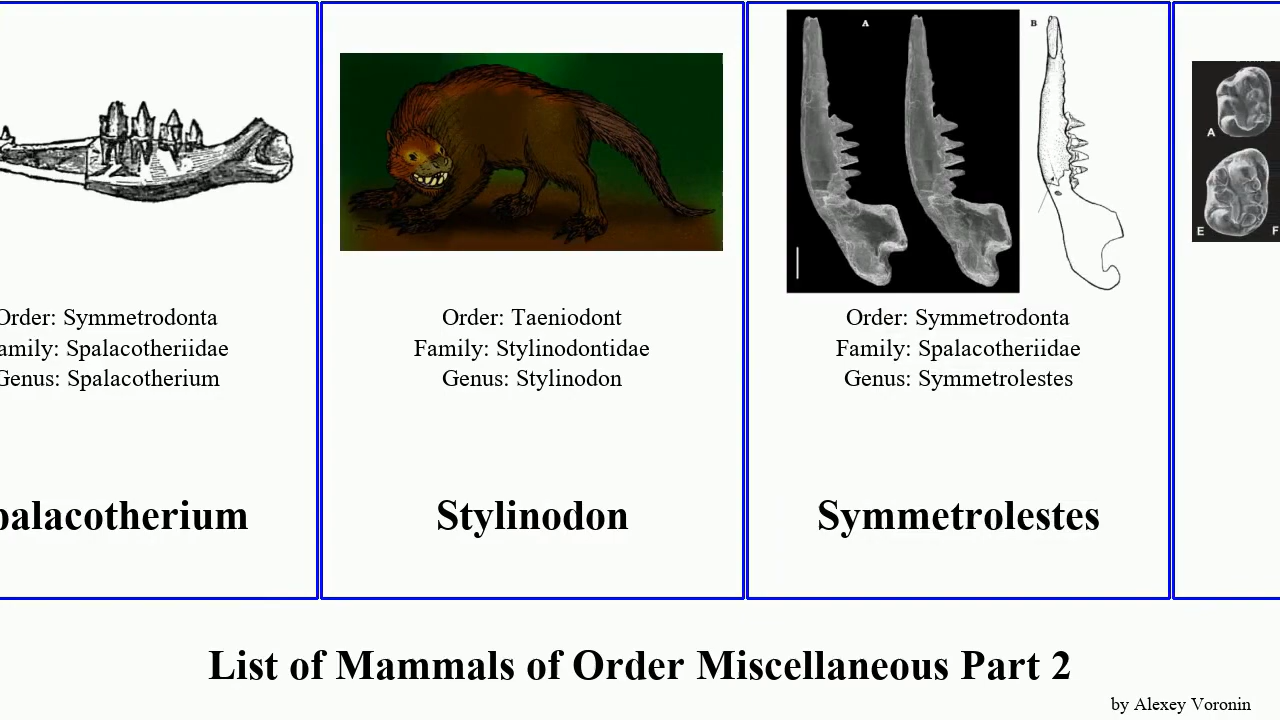 A
B
A
E
F
Order: Symmetrodonta
amily: Spalacotheriidae
Genus: Spalacotherium
palacotherium
Order: Taeniodont
Family: Stylinodontidae
Genus: Stylinodon
Stylinodon
Order: Symmetrodonta
Family: Spalacotheriidae
Genus: Symmetrolestes
Symmetrolestes
List of Mammals of Order Miscellaneous Part 2
by Alexey Voronin